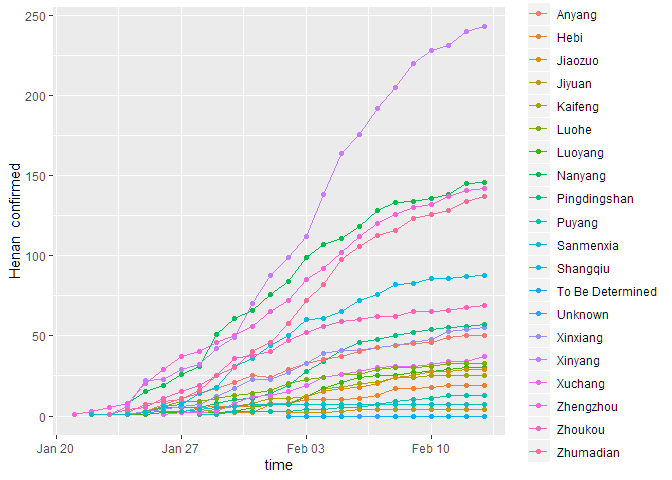 250
200
150
100
50
0
Henan confirmed
Jan 20
Jan 27
Feb 03
Feb 10
time
Anyang
Hebi
Jiaozuo
Jiyuan
Kaifeng
Luohe
Luoyang
Nanyang
Pingdingshan
Puyang
Sanmenxia
Shangqiu
To Be Determined
Unknown
Xinxiang
Xinyang
Xuchang
Zhengzhou
Zhoukou
Zhumadian